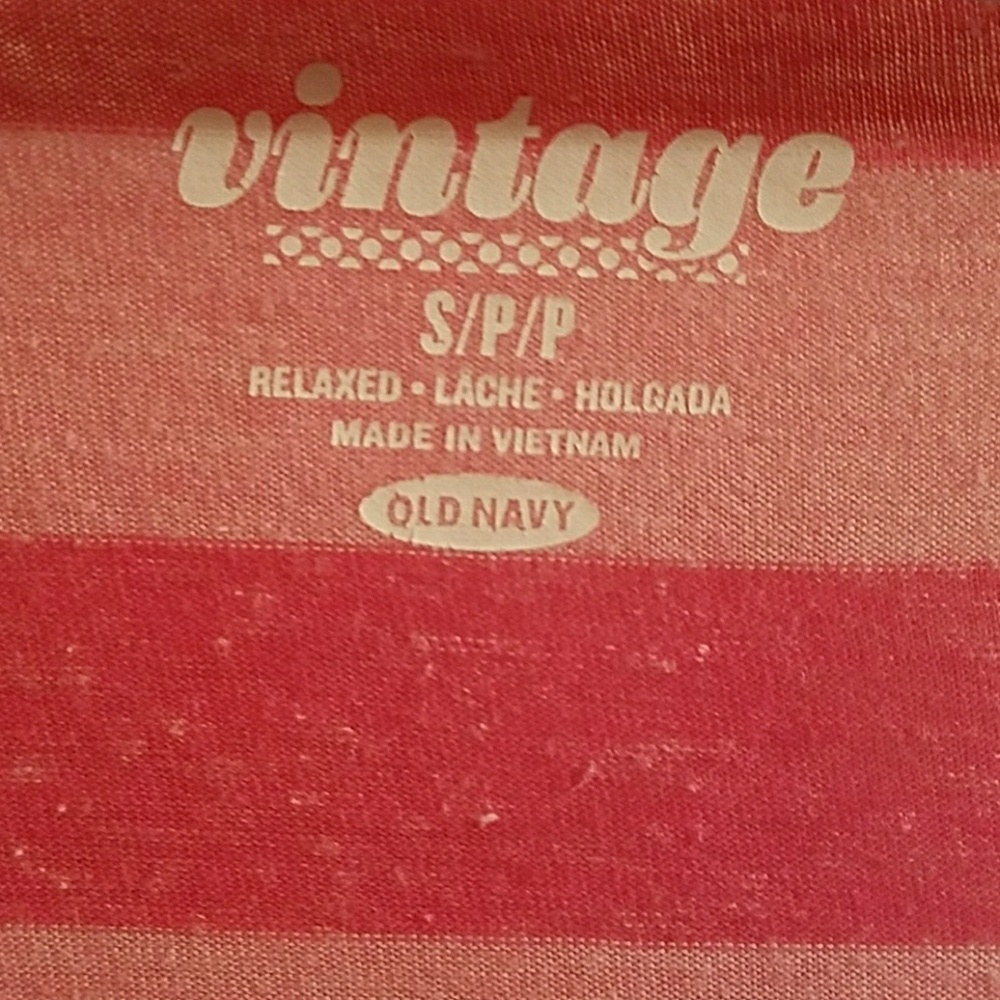 vintage
S/P/P
RELAXED • LÂCHE • HOLGADA
MADE IN VIETNAM
OLD NAVY